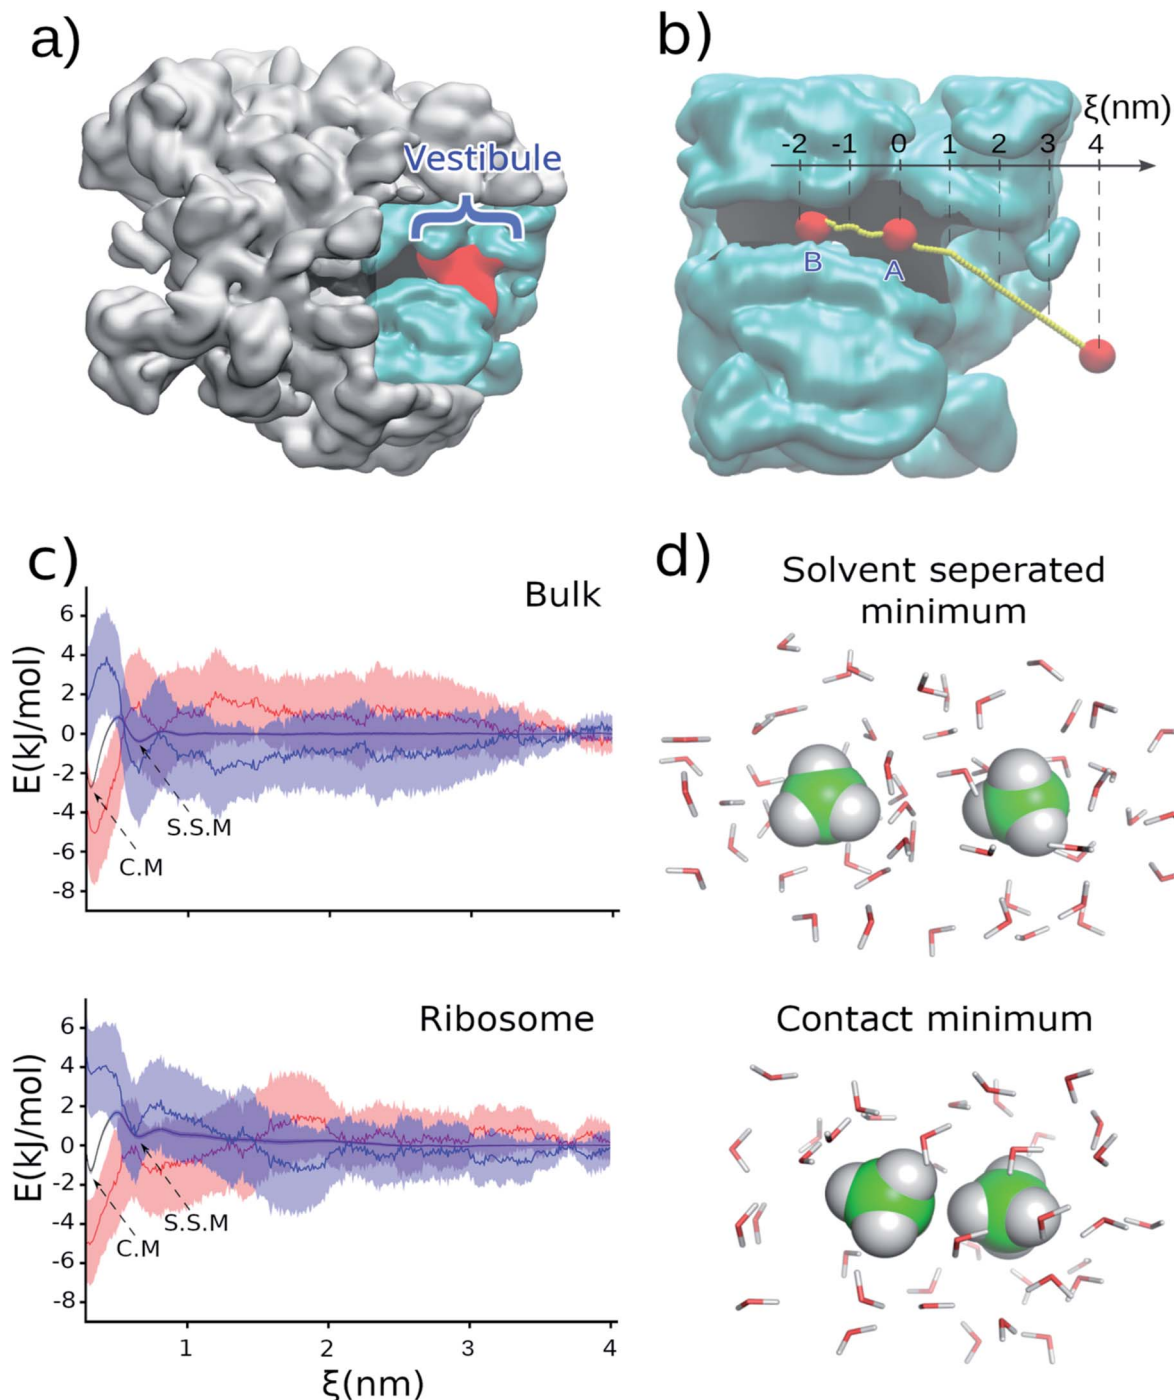 a)
Vestibule
b)
ξ(nm)
-2 -1 0 1 2 3 4
B
A
c)
Bulk
E(kJ/mol)
6
4
2
0
-2
-4
-6
-8
S.S.M
C.M
Ribosome
E(kJ/mol)
6
4
2
0
-2
-4
-6
-8
S.S.M
C.M
1 2 3 4
ξ(nm)
d)
Solvent seperated
minimum
Contact minimum